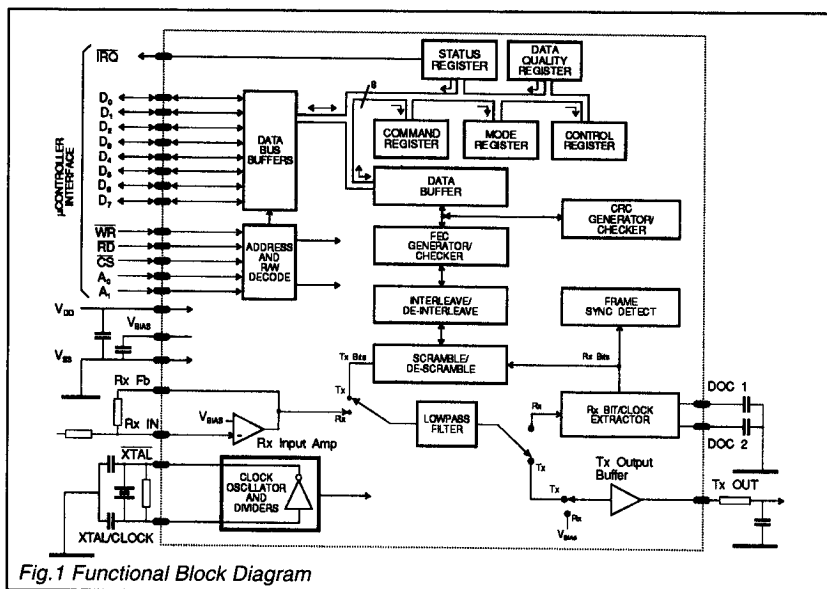 IRQ
STATUS
REGISTER
DATA
QUALITY
REGISTER
8
D0
D1
D2
D3
D4
D5
D6
D7
µCONTROLLER
INTERFACE
DATA
BUS
BUFFERS
COMMAND
REGISTER
MODE
REGISTER
CONTROL
REGISTER
DATA
BUFFER
CRC
GENERATOR/
CHECKER
WR
RD
CS
A0
A1
ADDRESS
AND
R/W
DECODE
FEC
GENERATOR/
CHECKER
INTERLEAVE/
DE-INTERLEAVE
FRAME
SYNC DETECT
VDD
VBIAS
VSS
SCRAMBLE/
DE-SCRAMBLE
Tx Bits
Rx Bits
Rx Fb
Rx IN
VBIAS
Rx Input Amp
Tx
Rx
LOWPASS
FILTER
Rx
Tx
Rx BIT/CLOCK
EXTRACTOR
DOC 1
DOC 2
XTAL
XTAL/CLOCK
CLOCK
OSCILLATOR
AND
DIVIDERS
Tx
Rx
VBIAS
Tx Output
Buffer
Tx OUT
Fig.1 Functional Block Diagram